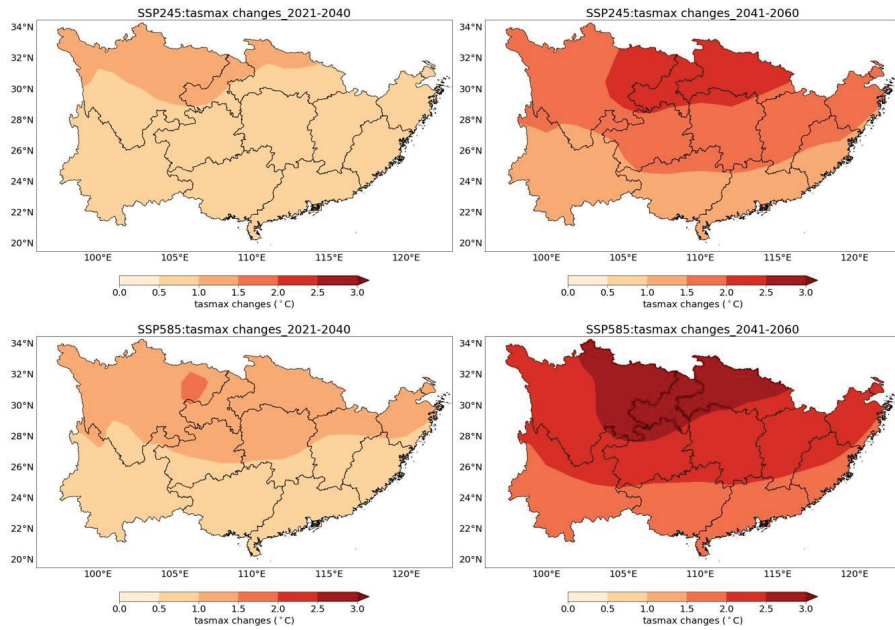 SSP245:tasmax changes_2021-2040
34°N
32°N
30°N
28°N
26°N
24°N
22°N
20°N
100°E 105°E 110°E 115°E 120°E
0.0 0.5 1.0 1.5 2.0 2.5 3.0
tasmax changes (°C)
SSP245:tasmax changes_2041-2060
34°N
32°N
30°N
28°N
26°N
24°N
22°N
20°N
100°E 105°E 110°E 115°E 120°E
0.0 0.5 1.0 1.5 2.0 2.5 3.0
tasmax changes (°C)
SSP585:tasmax changes_2021-2040
34°N
32°N
30°N
28°N
26°N
24°N
22°N
20°N
100°E 105°E 110°E 115°E 120°E
0.0 0.5 1.0 1.5 2.0 2.5 3.0
tasmax changes (°C)
SSP585:tasmax changes_2041-2060
34°N
32°N
30°N
28°N
26°N
24°N
22°N
20°N
100°E 105°E 110°E 115°E 120°E
0.0 0.5 1.0 1.5 2.0 2.5 3.0
tasmax changes (°C)